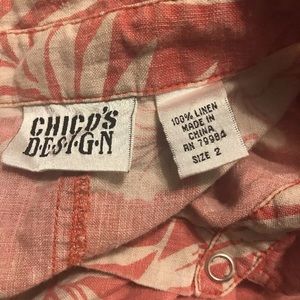 CHICO'S
DESIGN
100% LINEN
MADE IN
CHINA
RN 79984
SIZE 2